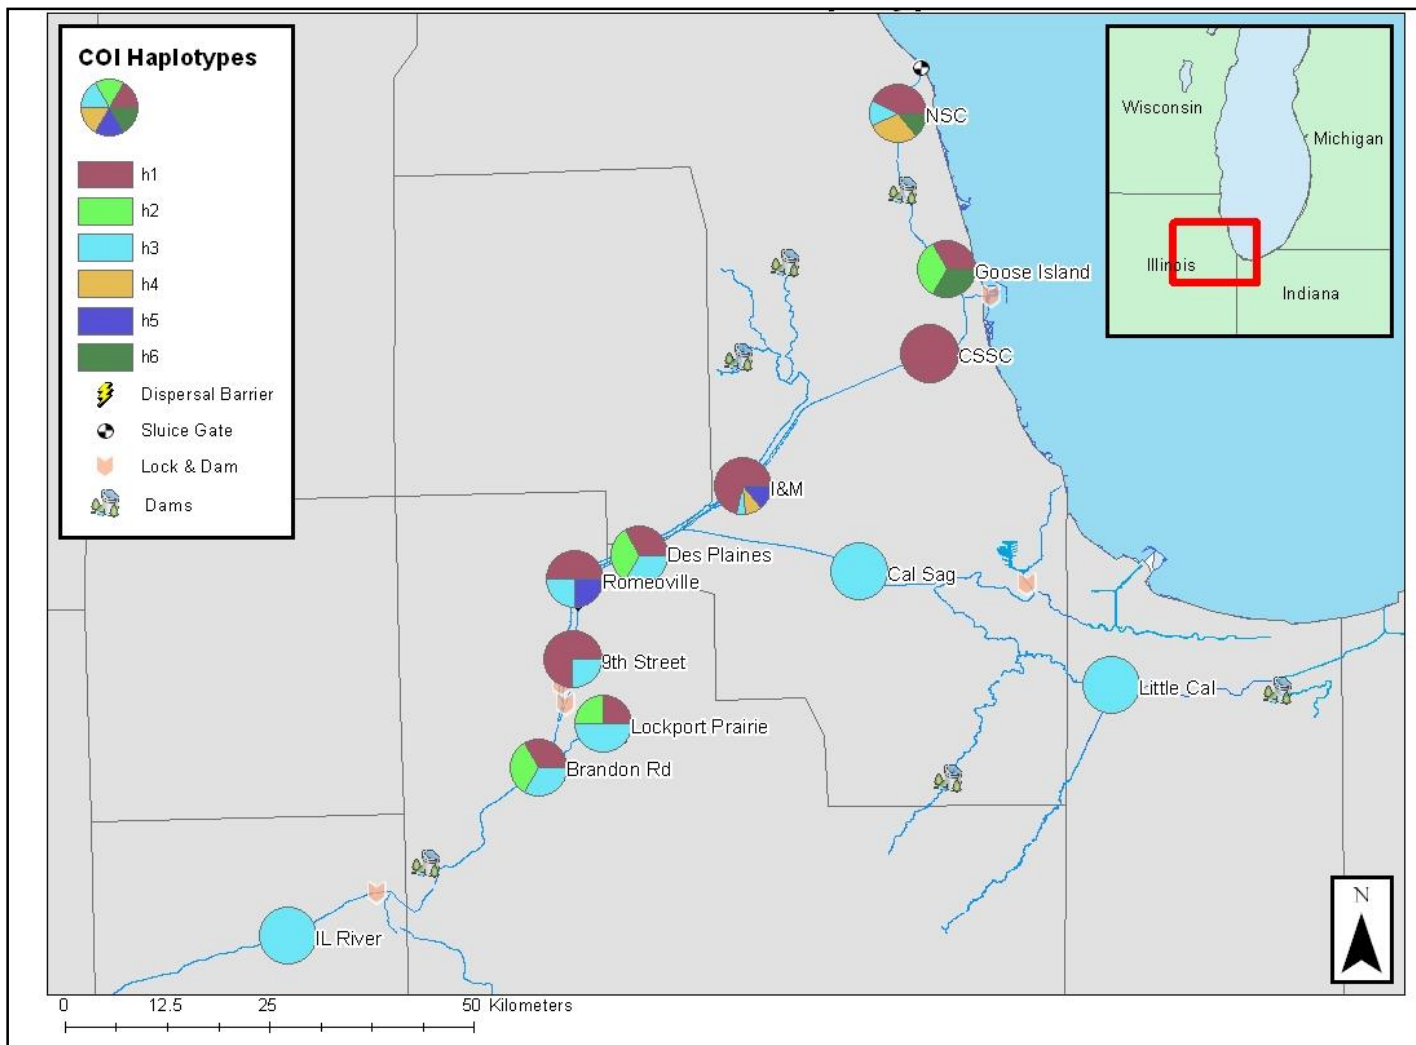 COI Haplotypes
h1
h2
h3
h4
h5
h6
Dispersal Barrier
Sluice Gate
Lock & Dam
Dams
NSC
Goose Island
CSSC
I&M
Des Plaines
Romeoville
Cal Sag
9th Street
Little Cal
Lockport Prairie
Brandon Rd
IL River
Wisconsin
Michigan
Illinois
Indiana
N
0 12.5 25 50 Kilometers